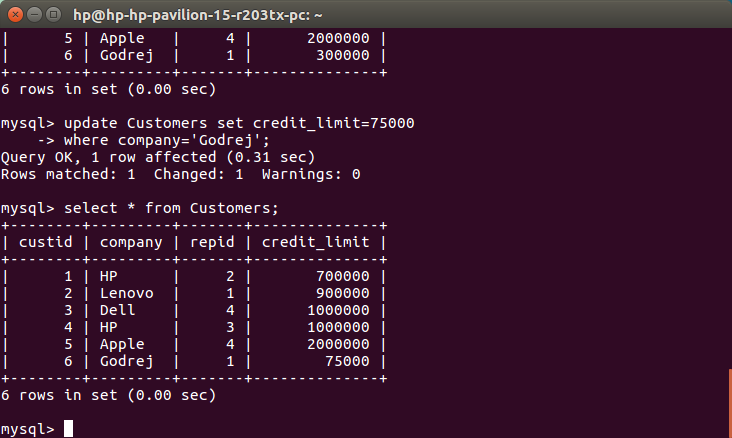 hp@hp-hp-pavilion-15-r203tx-pc: ~
|      5 | Apple   |     4 |      2000000 |
|      6 | Godrej  |     1 |       300000 |
+--------+---------+-------+--------------+
6 rows in set (0.00 sec)

mysql> update Customers set credit_limit=75000
    -> where company='Godrej';
Query OK, 1 row affected (0.31 sec)
Rows matched: 1  Changed: 1  Warnings: 0

mysql> select * from Customers;
+--------+---------+-------+--------------+
| custid | company | repid | credit_limit |
+--------+---------+-------+--------------+
|      1 | HP      |     2 |       700000 |
|      2 | Lenovo  |     1 |       900000 |
|      3 | Dell    |     4 |      1000000 |
|      4 | HP      |     3 |      1000000 |
|      5 | Apple   |     4 |      2000000 |
|      6 | Godrej  |     1 |        75000 |
+--------+---------+-------+--------------+
6 rows in set (0.00 sec)

mysql>